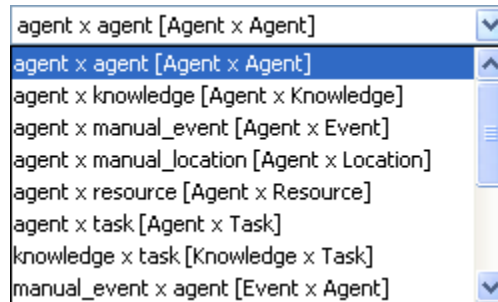 agent x agent [Agent x Agent]
agent x agent [Agent x Agent]
agent x knowledge [Agent x Knowledge]
agent x manual_event [Agent x Event]
agent x manual_location [Agent x Location]
agent x resource [Agent x Resource]
agent x task [Agent x Task]
knowledge x task [Knowledge x Task]
manual_event x agent [Event x Agent]